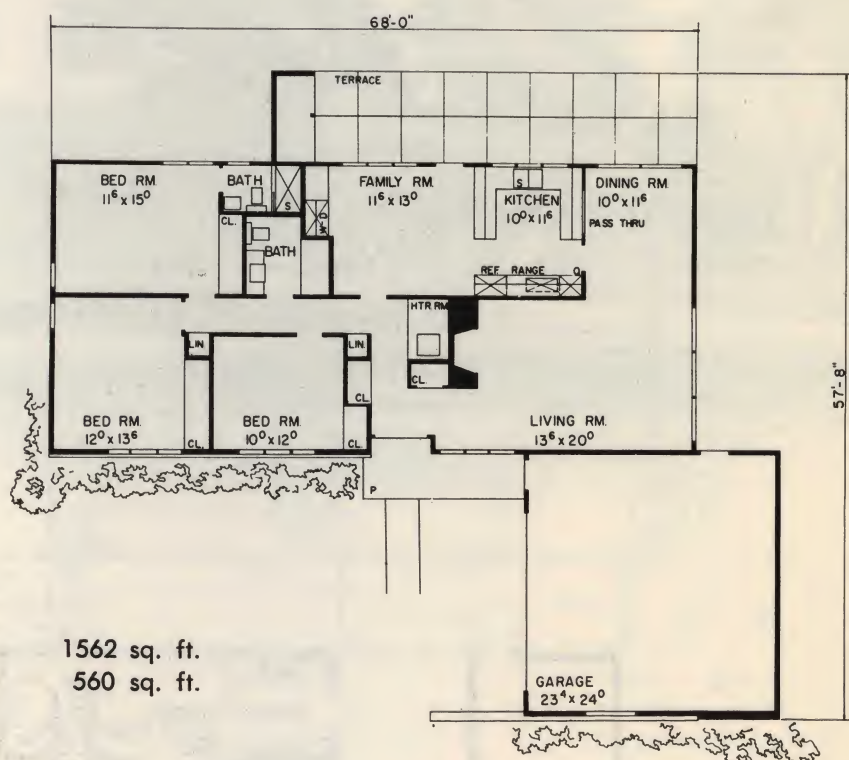 68'-0"
TERRACE
BED RM.
11⁶ x 15⁰
BATH
S
W-D
FAMILY RM.
11⁶ x 13⁰
S
KITCHEN
10⁰ x 11⁶
DINING RM.
10⁰ x 11⁶
PASS THRU
CL.
BATH
REF. RANGE O
HTR. RM.
LIN.
LIN.
CL.
CL.
BED RM.
12⁰ x 13⁶
CL.
BED RM.
10⁰ x 12⁰
CL.
LIVING RM.
13⁶ x 20⁰
57'-8"
P
1562 sq. ft.
560 sq. ft.
GARAGE
23⁴ x 24⁰